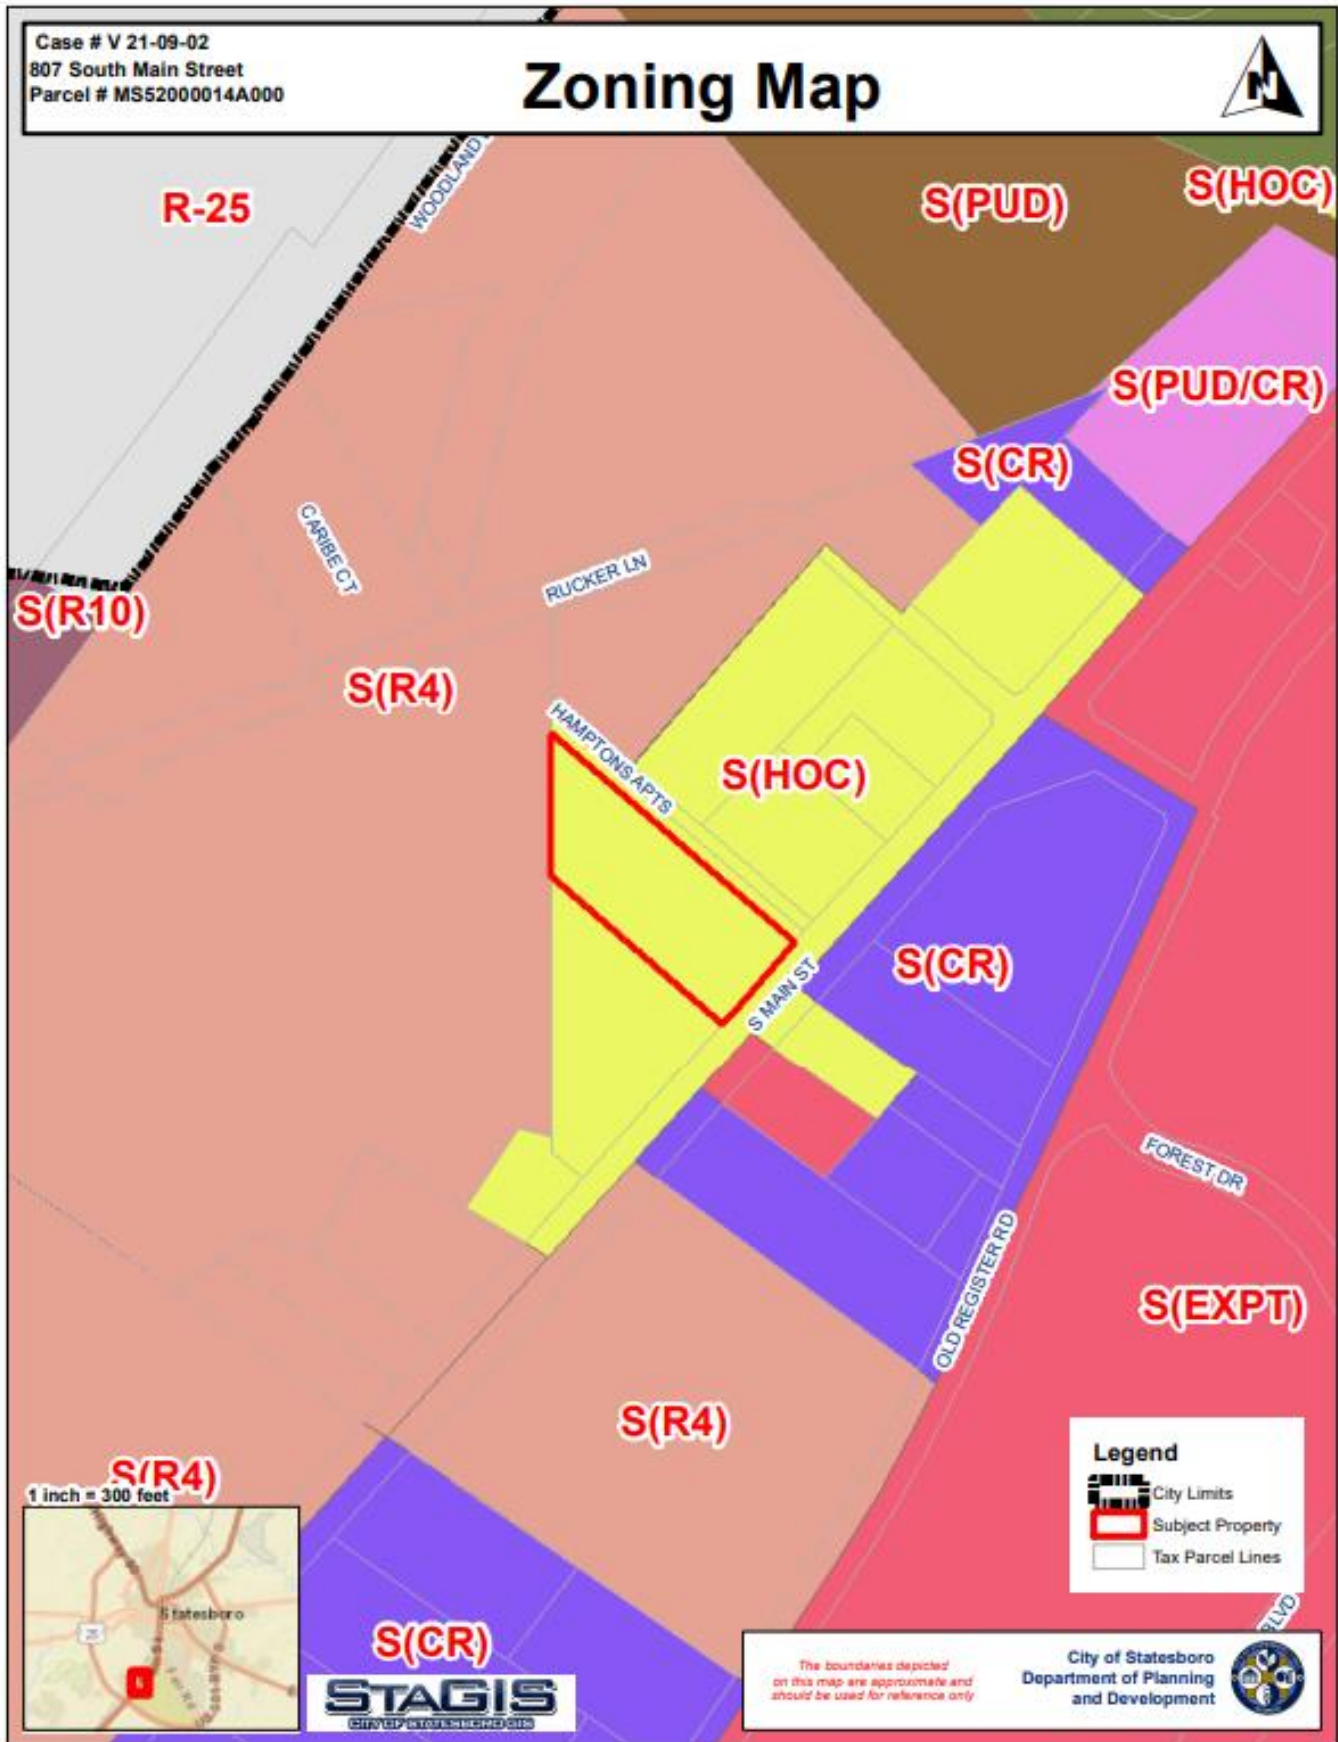 Case # V 21-09-02
807 South Main Street
Parcel # MS52000014A000
Zoning Map
N
WOODLAND
R-25
S(PUD)
S(HOC)
S(PUD/CR)
S(CR)
CARIBE CT
RUCKER LN
S(R10)
S(R4)
HAMPTONS APTS
S(HOC)
S(CR)
S MAIN ST
FOREST DR
OLD REGISTER RD
S(EXPT)
S(R4)
S(R4)
1 inch = 300 feet
Statesboro
S(CR)
Legend
City Limits
Subject Property
Tax Parcel Lines
BLVD
STAGIS
CITY OF STATESBORO GIS
The boundaries depicted
on this map are approximate and
should be used for reference only
City of Statesboro
Department of Planning
and Development